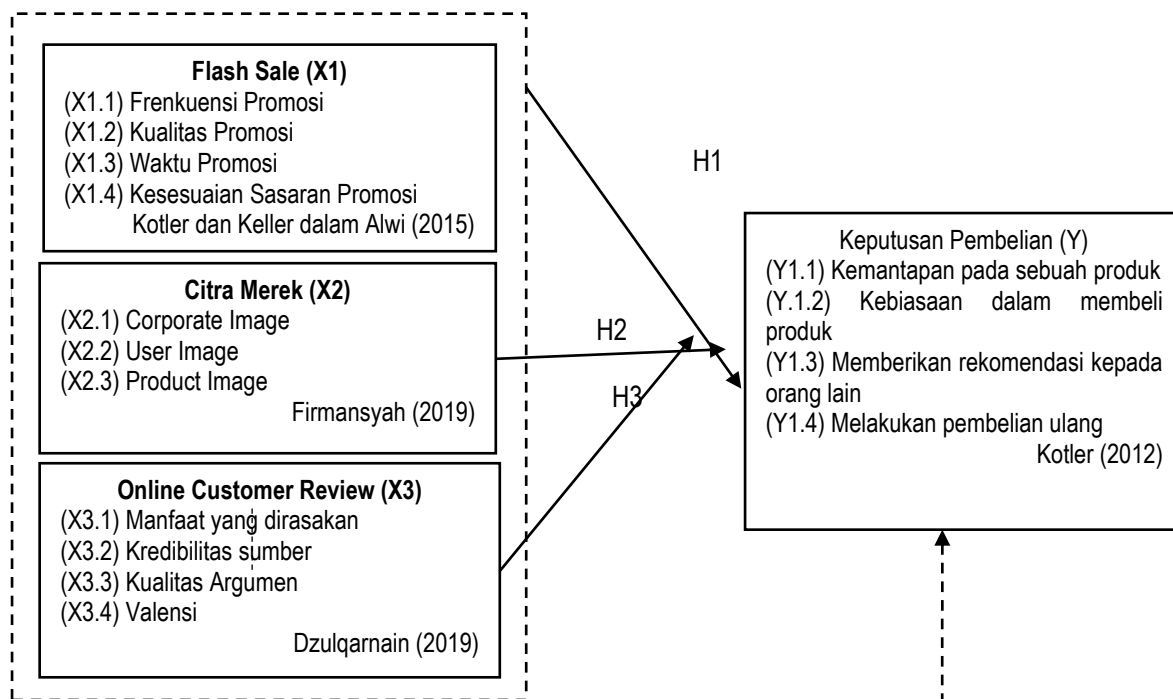 Flash Sale (X1)
(X1.1) Frenkuensi Promosi
(X1.2) Kualitas Promosi
(X1.3) Waktu Promosi
(X1.4) Kesesuaian Sasaran Promosi
Kotler dan Keller dalam Alwi (2015)
Citra Merek (X2)
(X2.1) Corporate Image
(X2.2) User Image
(X2.3) Product Image
Firmansyah (2019)
Online Customer Review (X3)
(X3.1) Manfaat yang dirasakan
(X3.2) Kredibilitas sumber
(X3.3) Kualitas Argumen
(X3.4) Valensi
Dzulqarnain (2019)
H1
H2
H3
Keputusan Pembelian (Y)
(Y1.1) Kemantapan pada sebuah produk
(Y.1.2) Kebiasaan dalam membeli
produk
(Y1.3) Memberikan rekomendasi kepada
orang lain
(Y1.4) Melakukan pembelian ulang
Kotler (2012)